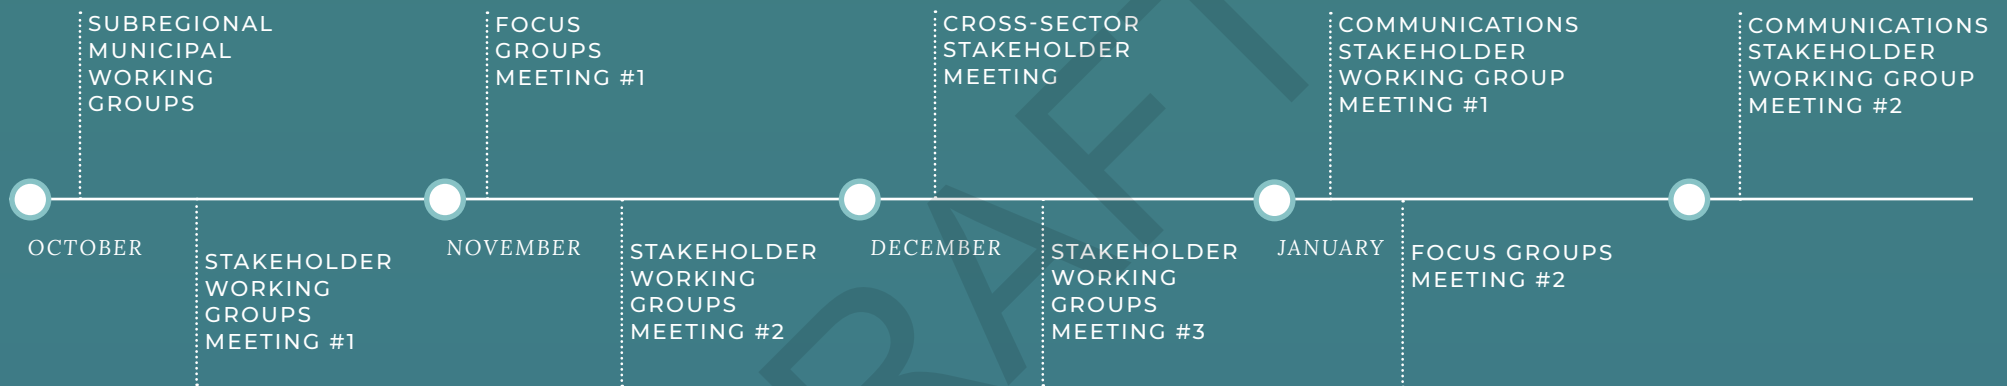 SUBREGIONAL
MUNICIPAL
WORKING
GROUPS
FOCUS
GROUPS
MEETING #1
CROSS-SECTOR
STAKEHOLDER
MEETING
COMMUNICATIONS
STAKEHOLDER
WORKING GROUP
MEETING #1
COMMUNICATIONS
STAKEHOLDER
WORKING GROUP
MEETING #2
OCTOBER
STAKEHOLDER
WORKING
GROUPS
MEETING #1
NOVEMBER
STAKEHOLDER
WORKING
GROUPS
MEETING #2
DECEMBER
STAKEHOLDER
WORKING
GROUPS
MEETING #3
JANUARY
FOCUS GROUPS
MEETING #2
RAFT